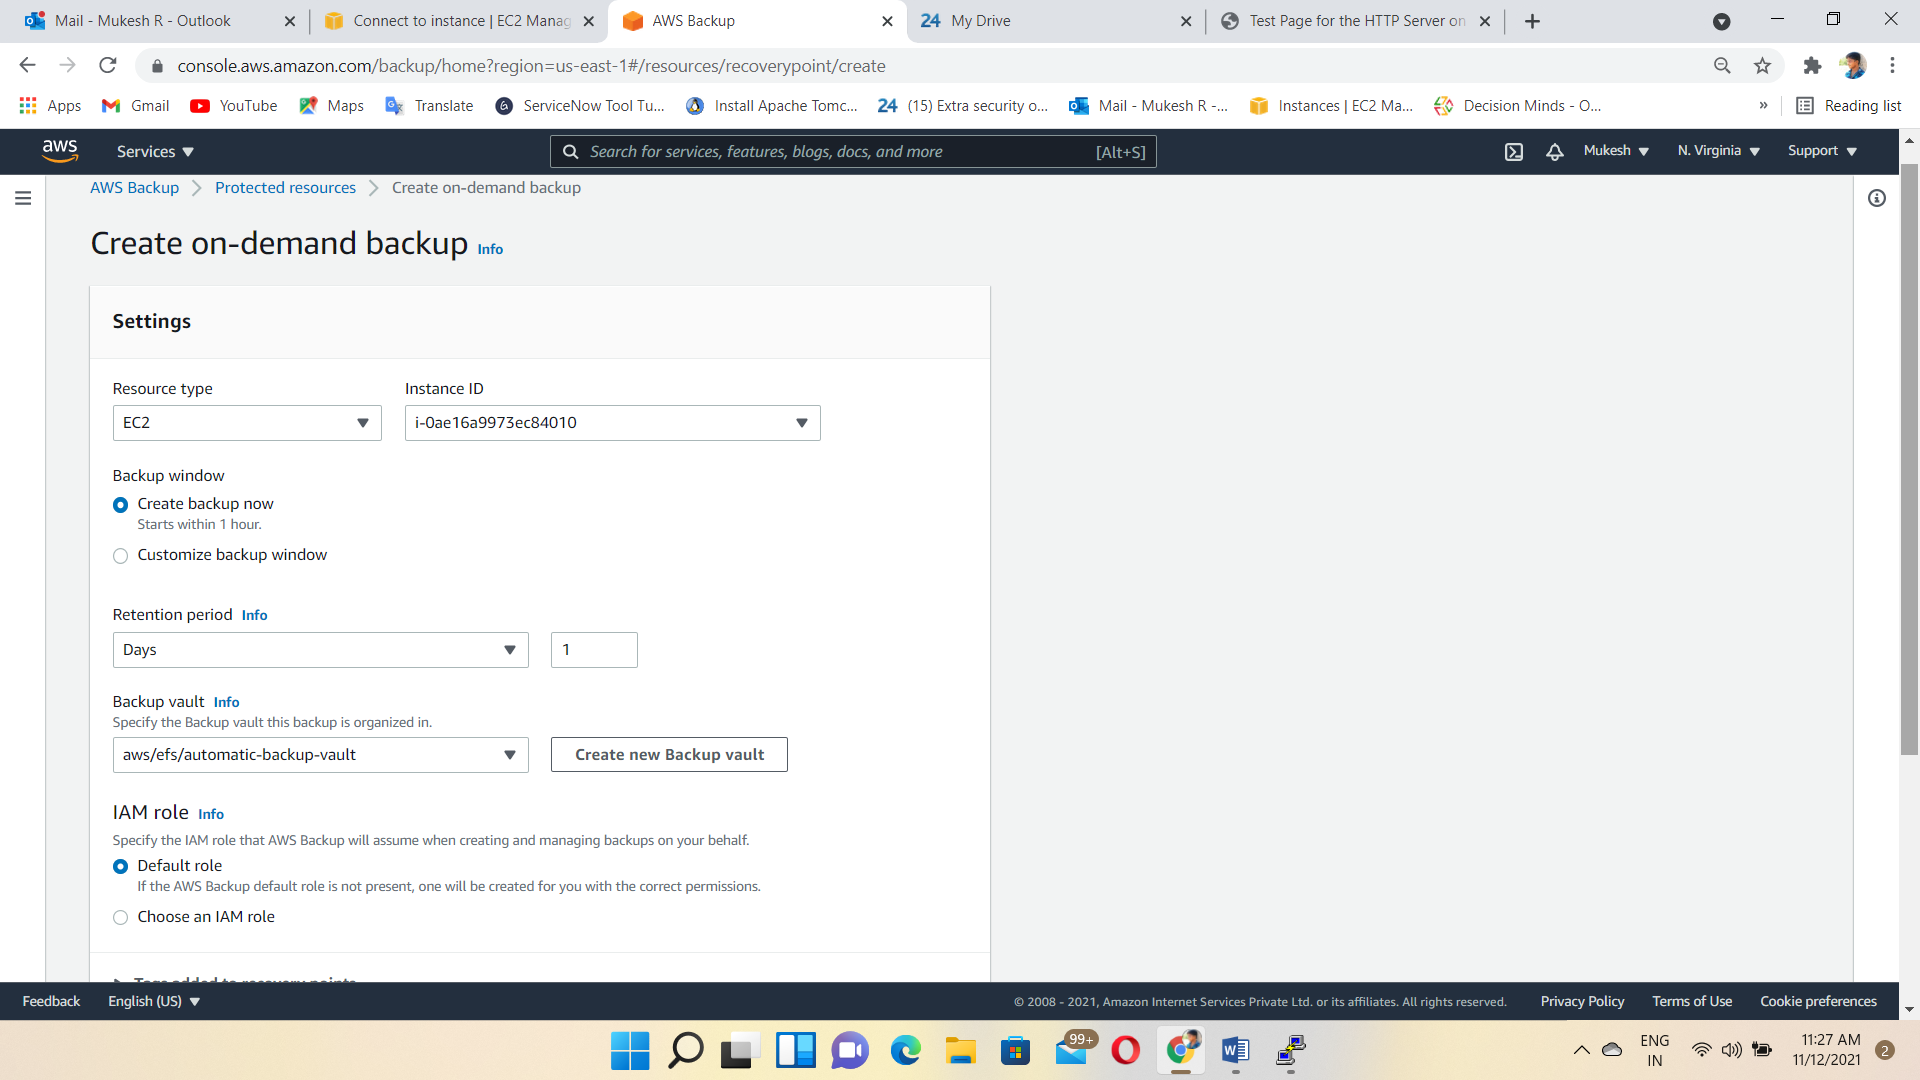 Mail - Mukesh R - Outlook
Connect to instance | EC2 Manag
AWS Backup
24 My Drive
Test Page for the HTTP Server on
console.aws.amazon.com/backup/home?region=us-east-1#/resources/recoverypoint/create
Apps
Gmail
YouTube
Maps
Translate
ServiceNow Tool Tu...
Install Apache Tomc...
24 (15) Extra security o...
Mail - Mukesh R -...
Instances | EC2 Ma...
Decision Minds - O...
»
Reading list
aws
Services
Search for services, features, blogs, docs, and more
[Alt+S]
Mukesh
N. Virginia
Support
AWS Backup
Protected resources
Create on-demand backup
Create on-demand backup Info
Settings
Resource type
Instance ID
EC2
i-0ae16a9973ec84010
Backup window
Create backup now
Starts within 1 hour.
Customize backup window
Retention period Info
Days
1
Backup vault Info
Specify the Backup vault this backup is organized in.
aws/efs/automatic-backup-vault
Create new Backup vault
IAM role Info
Specify the IAM role that AWS Backup will assume when creating and managing backups on your behalf.
Default role
If the AWS Backup default role is not present, one will be created for you with the correct permissions.
Choose an IAM role
Tags added to recovery points
Feedback
English (US)
© 2008 - 2021, Amazon Internet Services Private Ltd. or its affiliates. All rights reserved.
Privacy Policy
Terms of Use
Cookie preferences
99+
ENG
IN
11:27 AM
11/12/2021
2